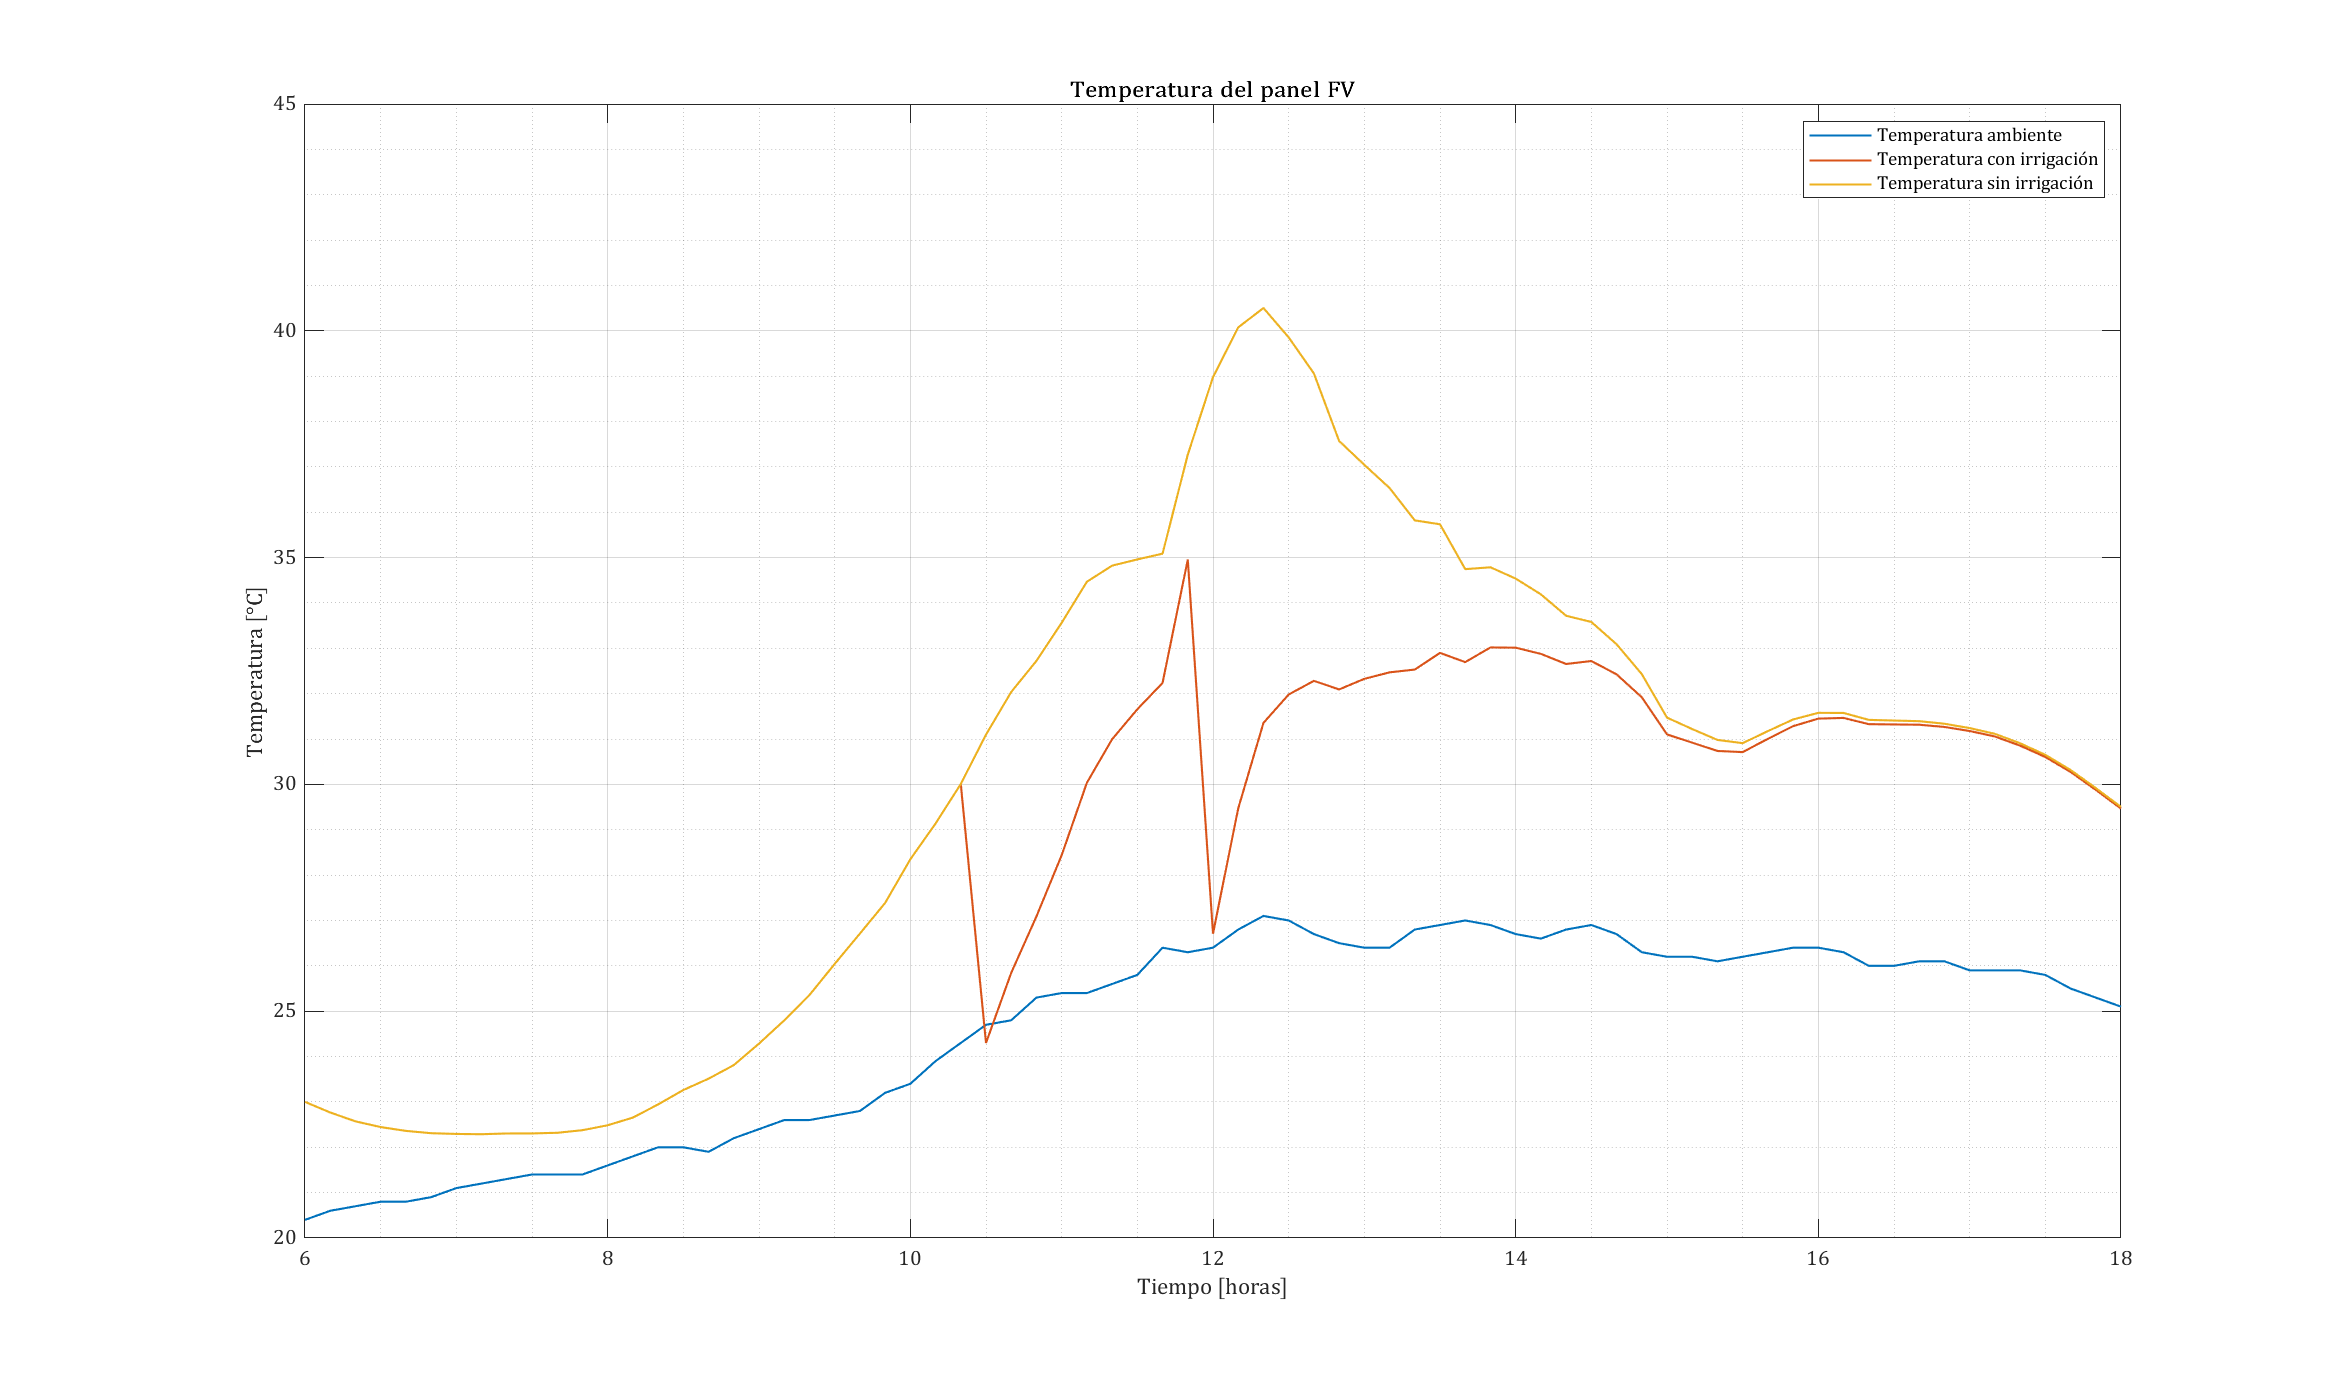 Temperatura del panel FV
Temperatura ambiente
Temperatura con irrigación
Temperatura sin irrigación
Temperatura [°C]
45
40
35
30
25
20
6 8 10 12 14 16 18
Tiempo [horas]